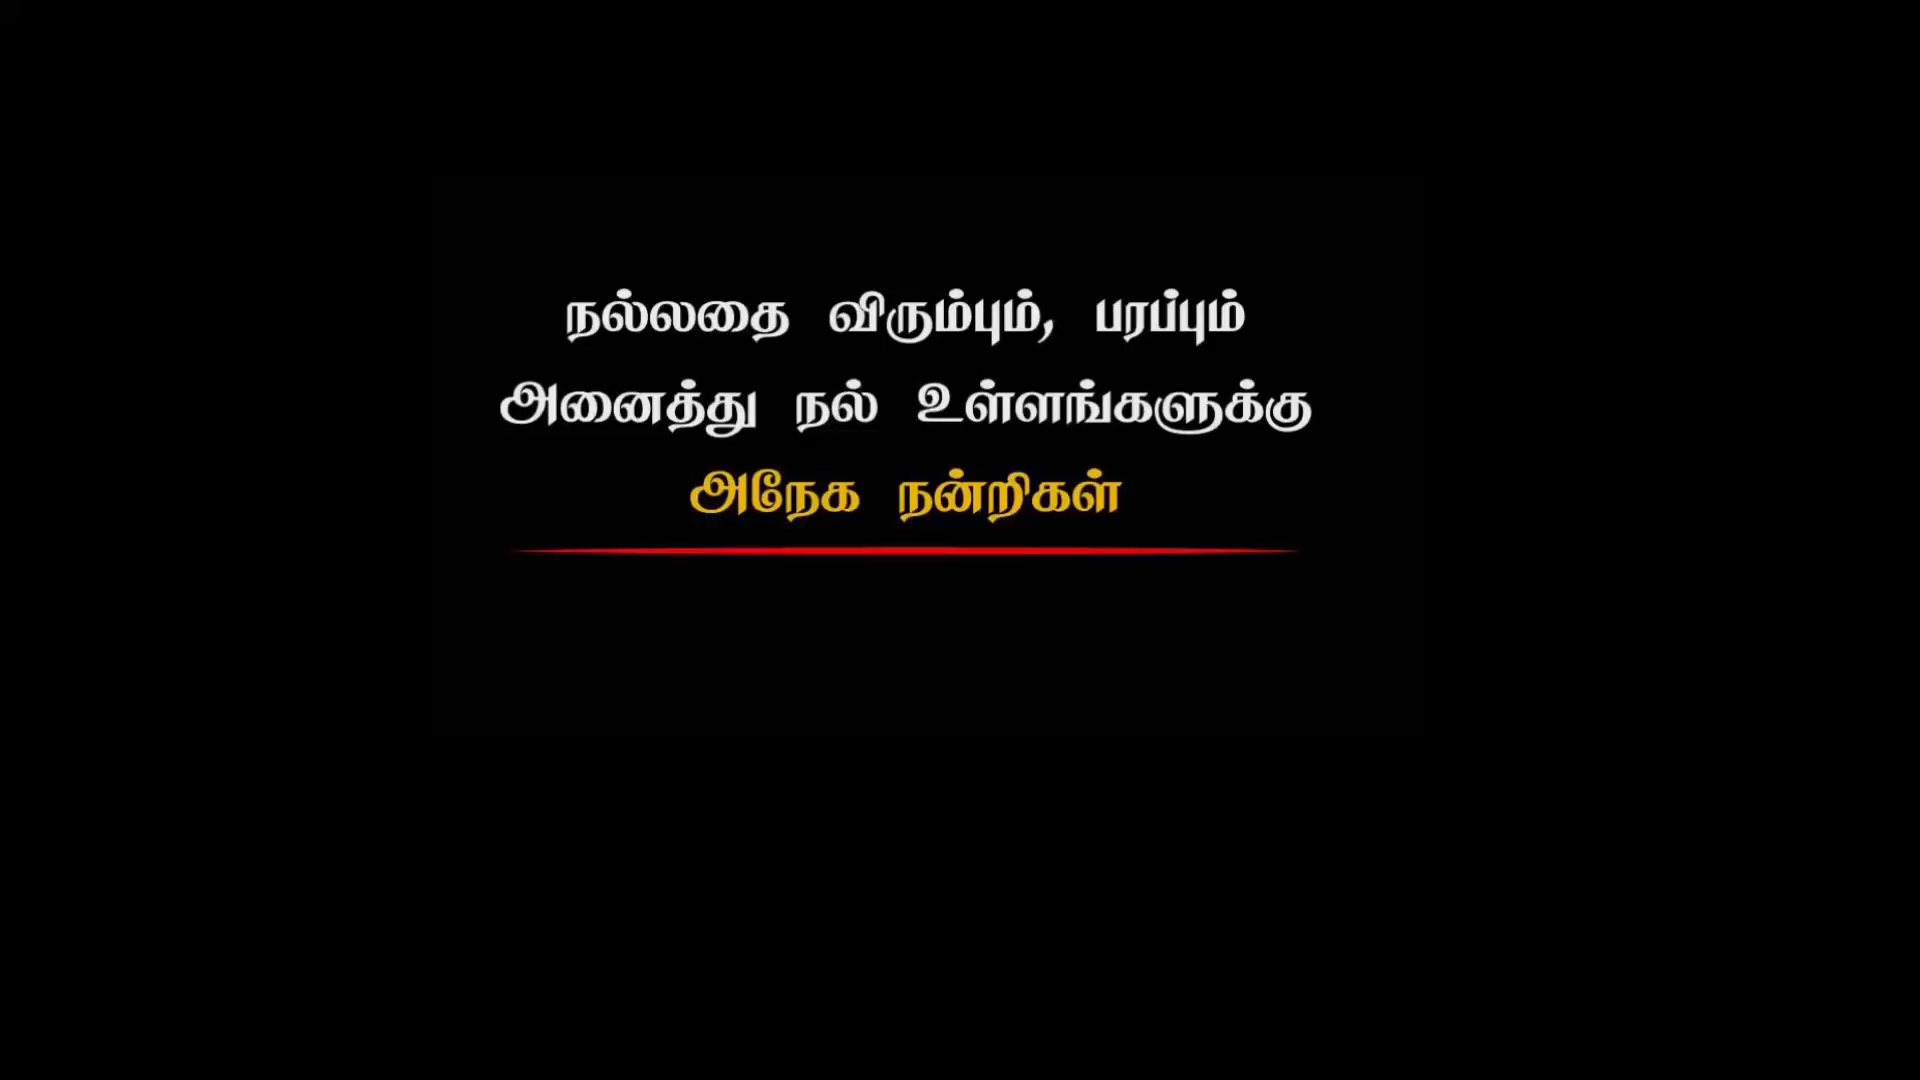 நல்லதை விரும்பும், பரப்பும்
அனைத்து நல் உள்ளங்களுக்கு
அநேக நன்றிகள்